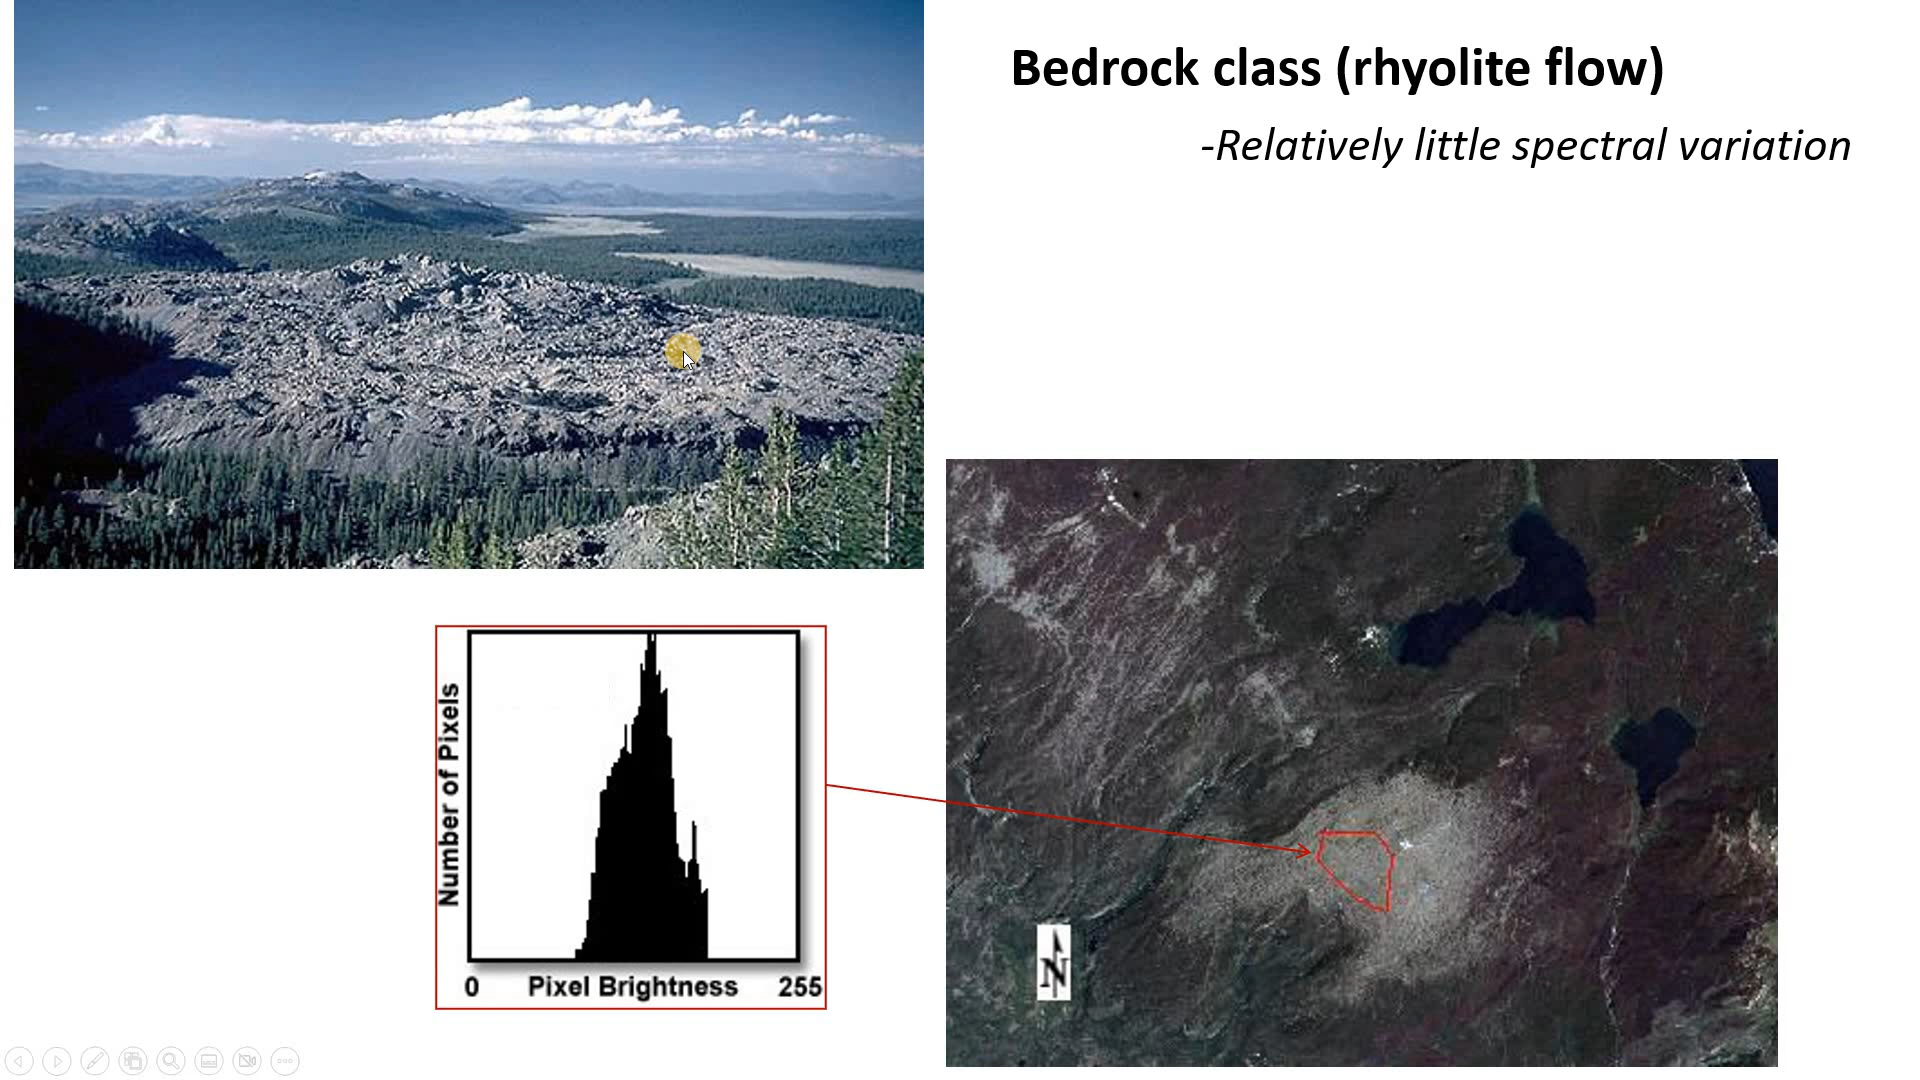 Bedrock class (rhyolite flow)
-Relatively little spectral variation
Number of Pixels
0 Pixel Brightness 255
N